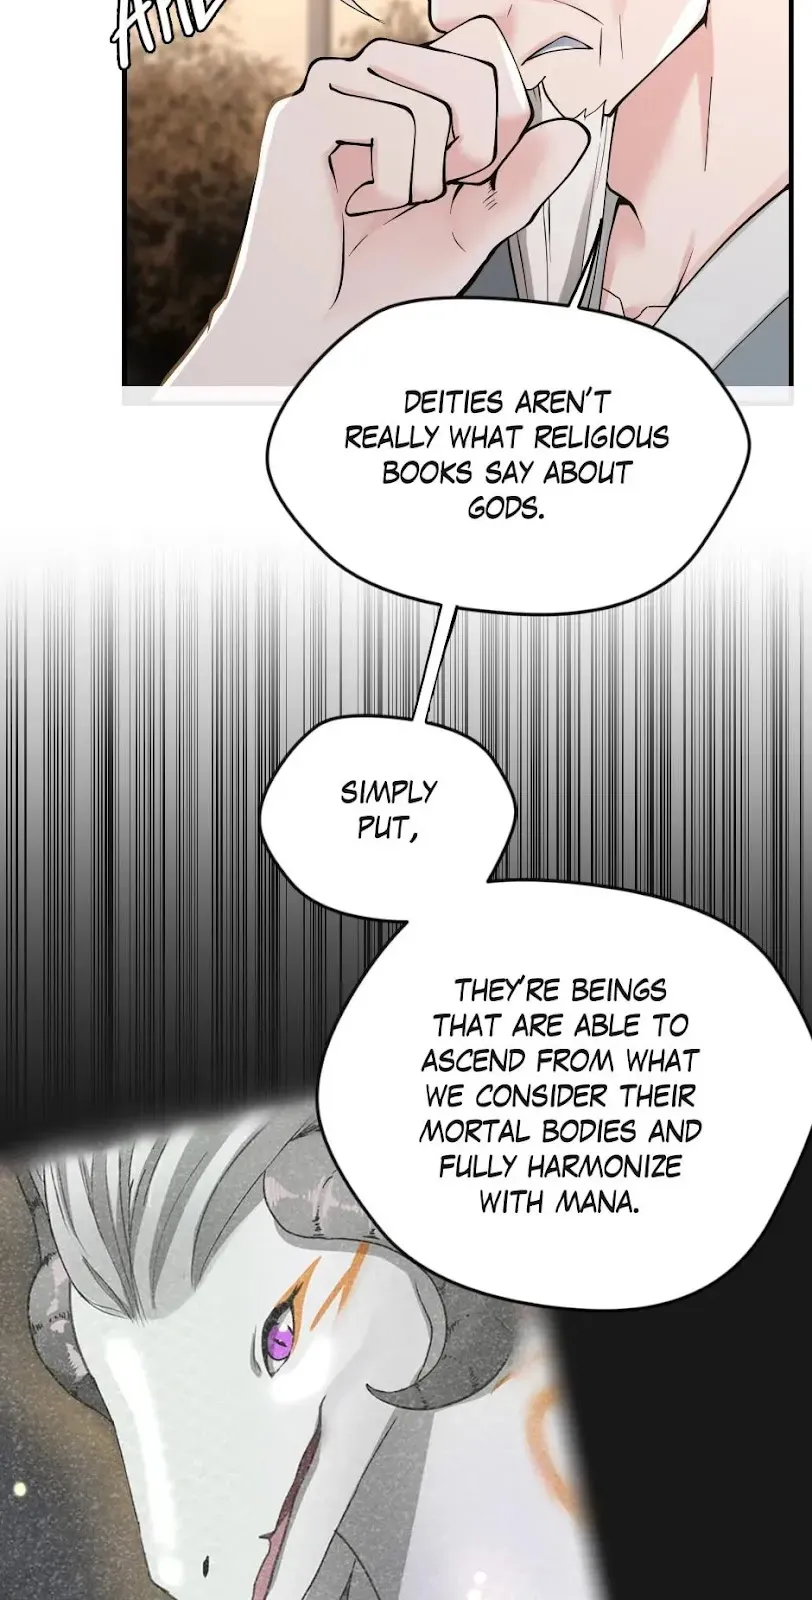 DEITIES AREN'T
REALLY WHAT RELIGIOUS
BOOKS SAY ABOUT
GODS.
SIMPLY
PUT,
THEY'RE BEINGS
THAT ARE ABLE TO
ASCEND FROM WHAT
WE CONSIDER THEIR
MORTAL BODIES AND
FULLY HARMONIZE
WITH MANA.